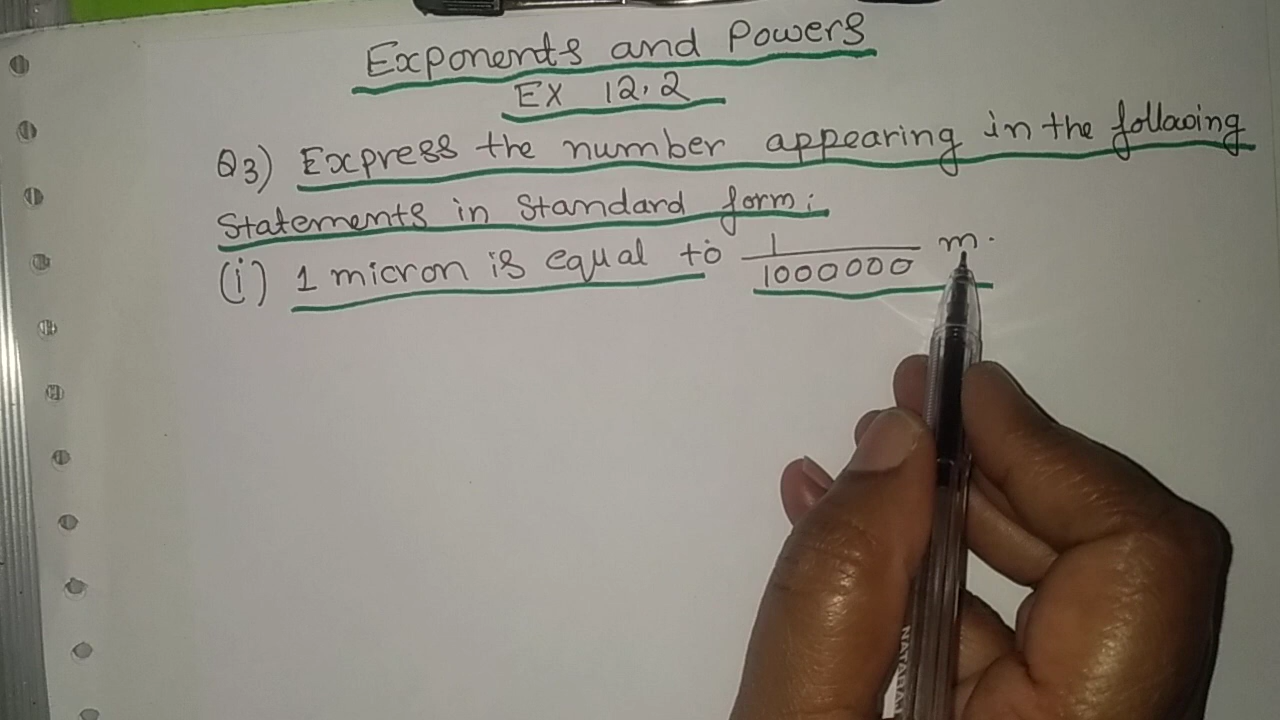 Exponents and Powers
EX 12.2
Q3) Express the number appearing in the following
Statements in Standard form:
(i) 1 micron is equal to 1/1000000 m.
NATARAJ